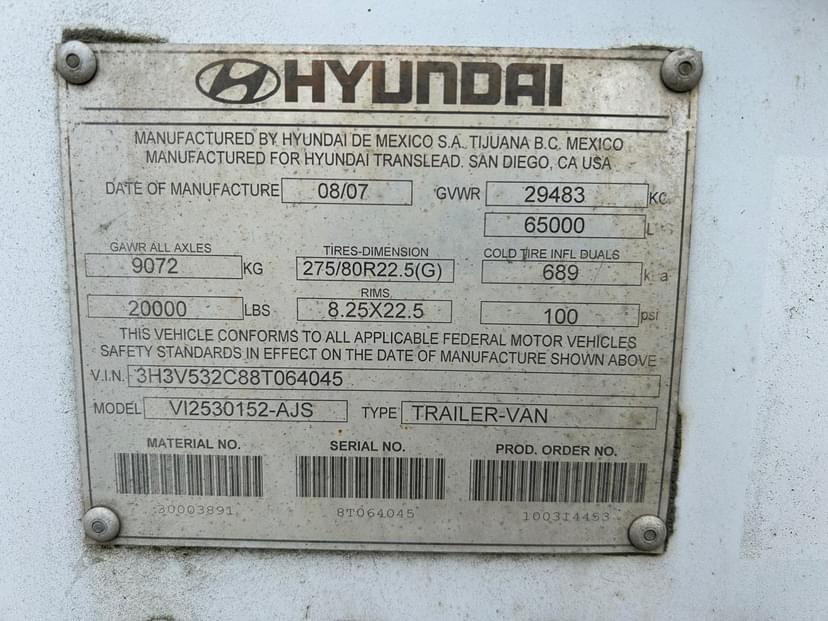 HYUNDAI
MANUFACTURED BY HYUNDAI DE MEXICO S.A. TIJUANA B.C. MEXICO
MANUFACTURED FOR HYUNDAI TRANSLEAD. SAN DIEGO, CA USA
DATE OF MANUFACTURE 08/07 GVWR 29483 KG
65000
GAWR ALL AXLES TIRES-DIMENSION COLD TIRE INFL DUALS
9072 KG 275/80R22.5(G) 689
RIMS
20000 LBS 8.25X22.5 100 psi
THIS VEHICLE CONFORMS TO ALL APPLICABLE FEDERAL MOTOR VEHICLES
SAFETY STANDARDS IN EFFECT ON THE DATE OF MANUFACTURE SHOWN ABOVE
V.I.N. 3H3V532C88T064045
MODEL VI2530152-AJS TYPE TRAILER-VAN
MATERIAL NO. SERIAL NO. PROD. ORDER NO.
30003891 8T064045 100314453